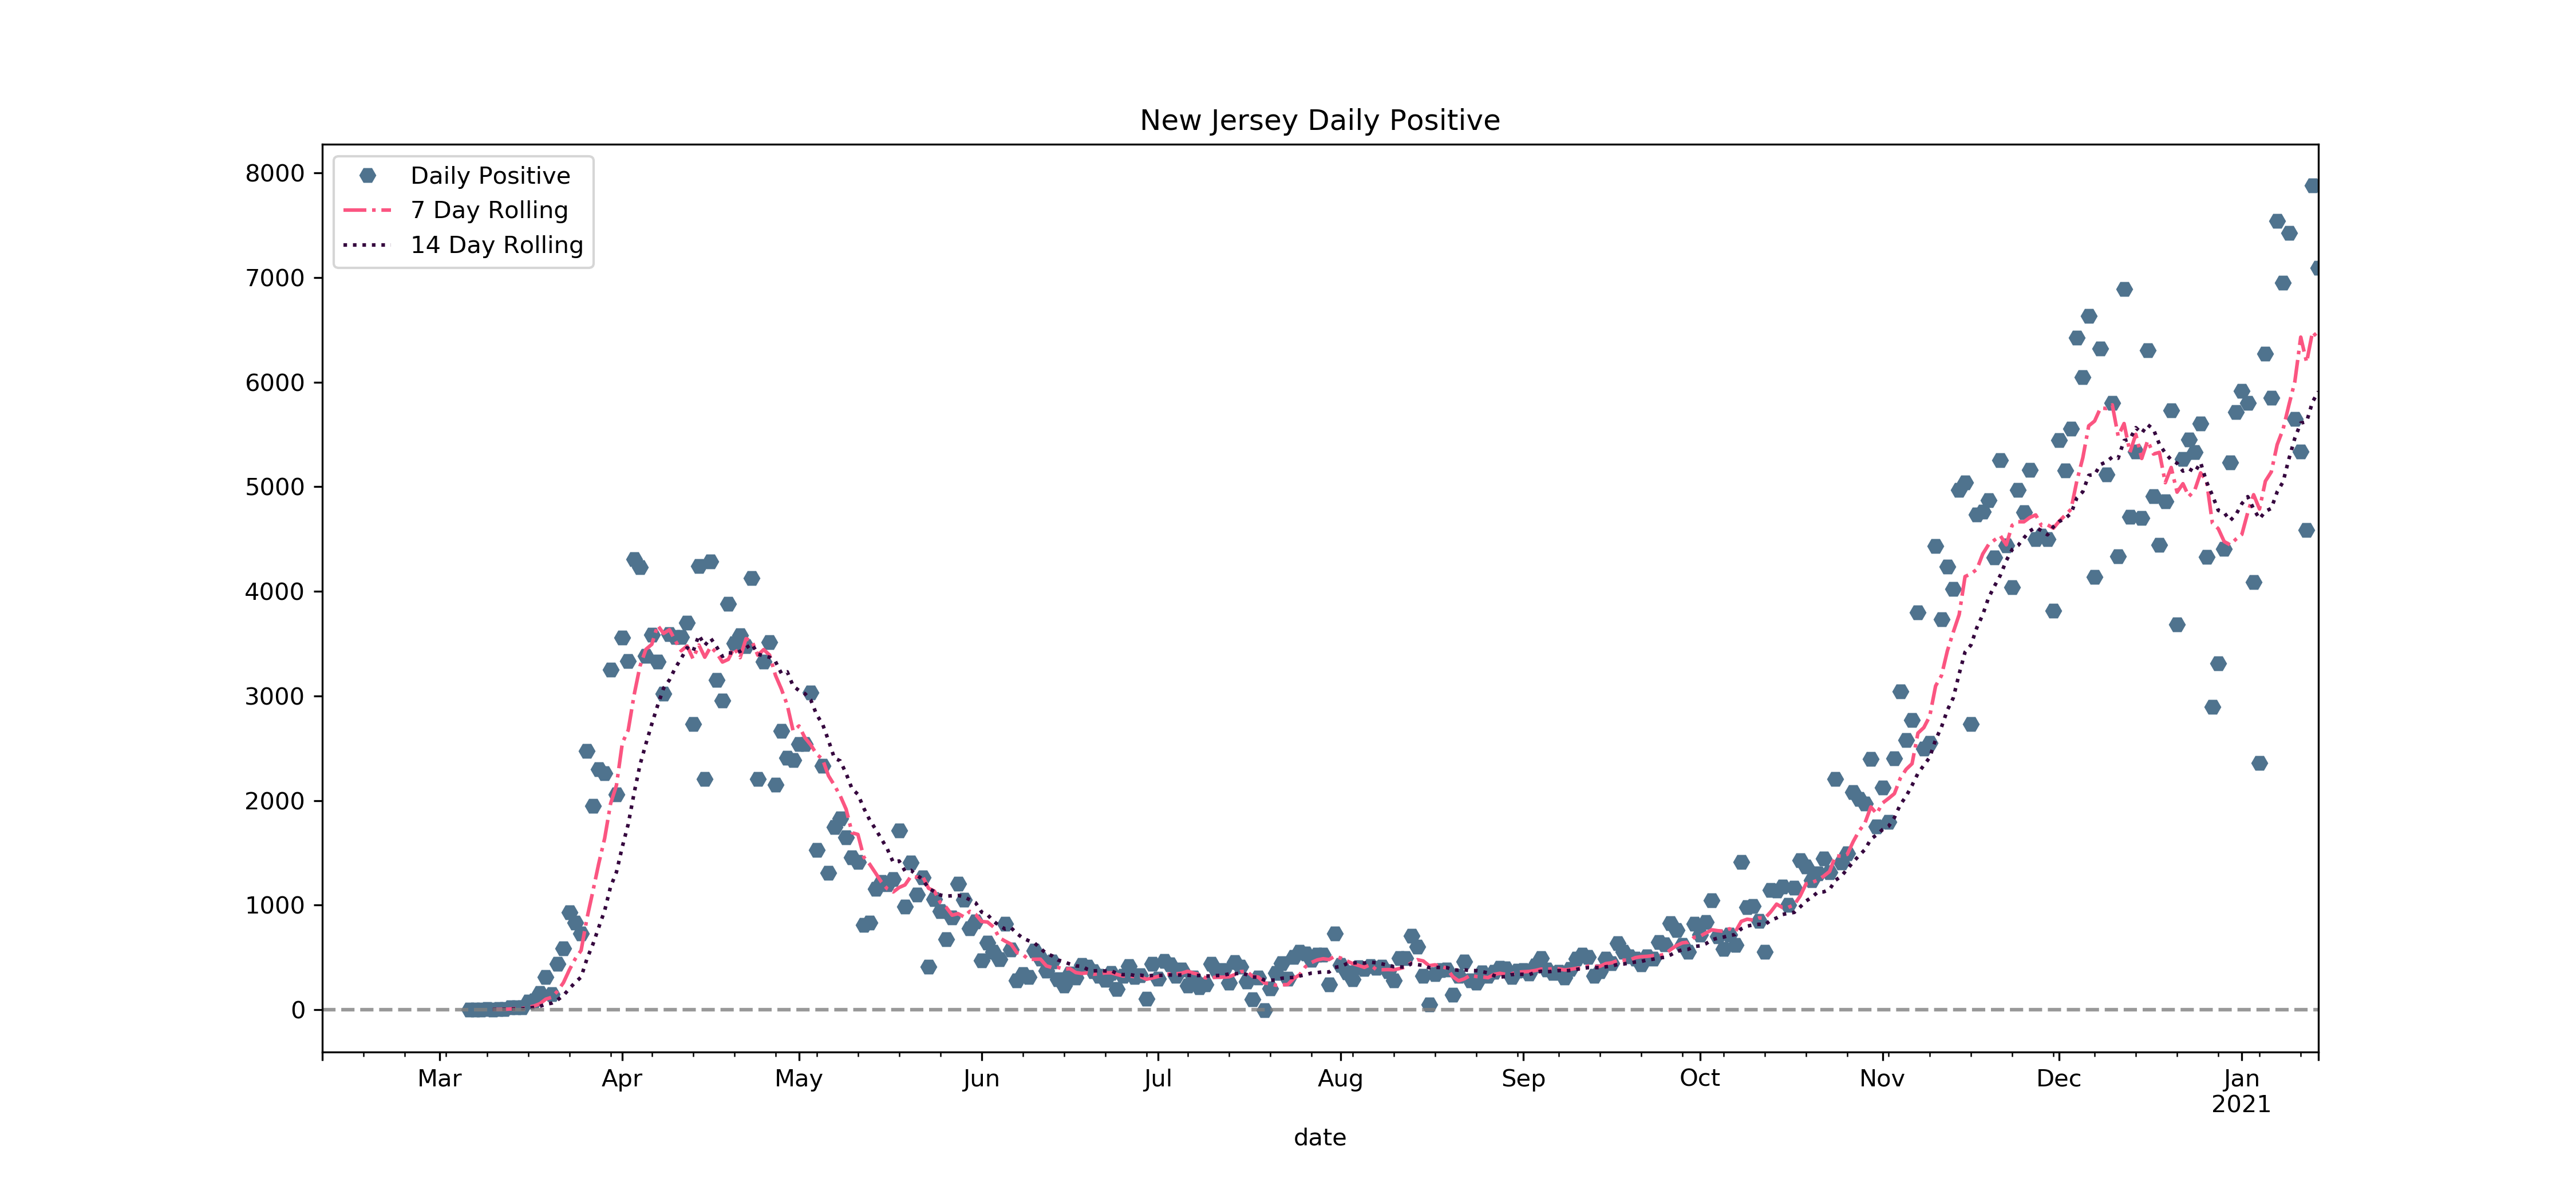 New Jersey Daily Positive
Daily Positive
7 Day Rolling
14 Day Rolling
8000
7000
6000
5000
4000
3000
2000
1000
0
Mar Apr May Jun Jul Aug Sep Oct Nov Dec Jan
2021
date